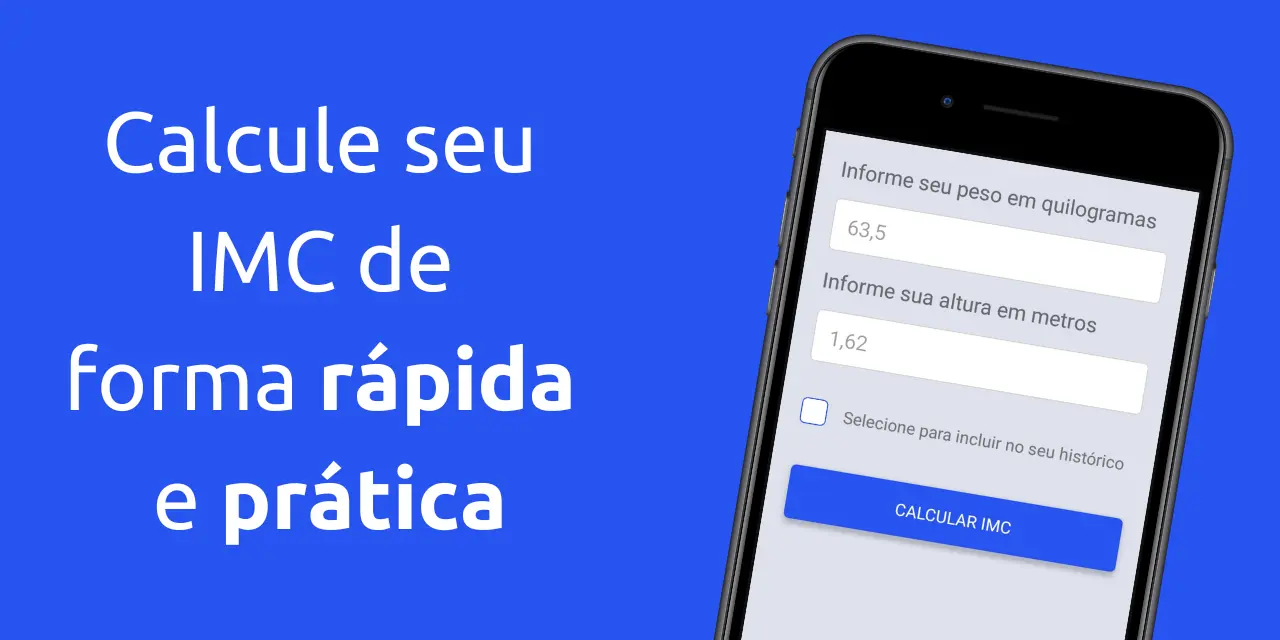 Calcule seu
IMC de
forma rápida
e prática
Informe seu peso em quilogramas
63,5
Informe sua altura em metros
1,62
Selecione para incluir no seu histórico
CALCULAR IMC